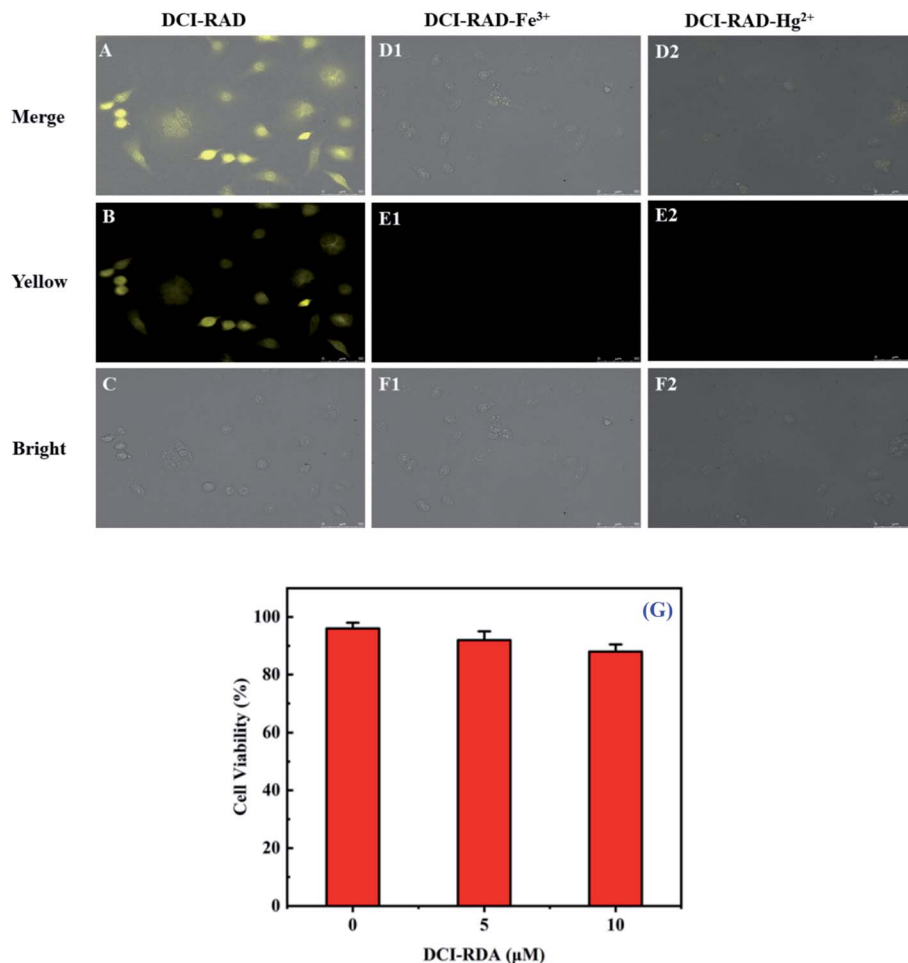 DCI-RAD DCI-RAD-Fe³⁺ DCI-RAD-Hg²⁺
Merge A D1 D2
Yellow B E1 E2
Bright C F1 F2
(G)
100
80
60
40
20
0
Cell Viability (%)
0 5 10
DCI-RDA (μM)